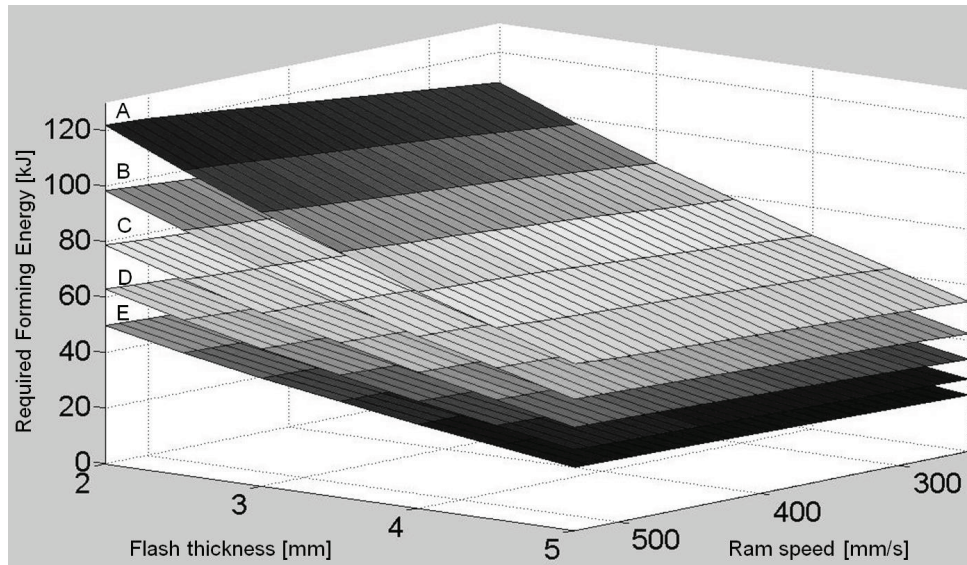 Required Forming Energy [kJ]
120
100
80
60
40
20
0
A
B
C
D
E
2
3
4
5
Flash thickness [mm]
500
400
300
Ram speed [mm/s]